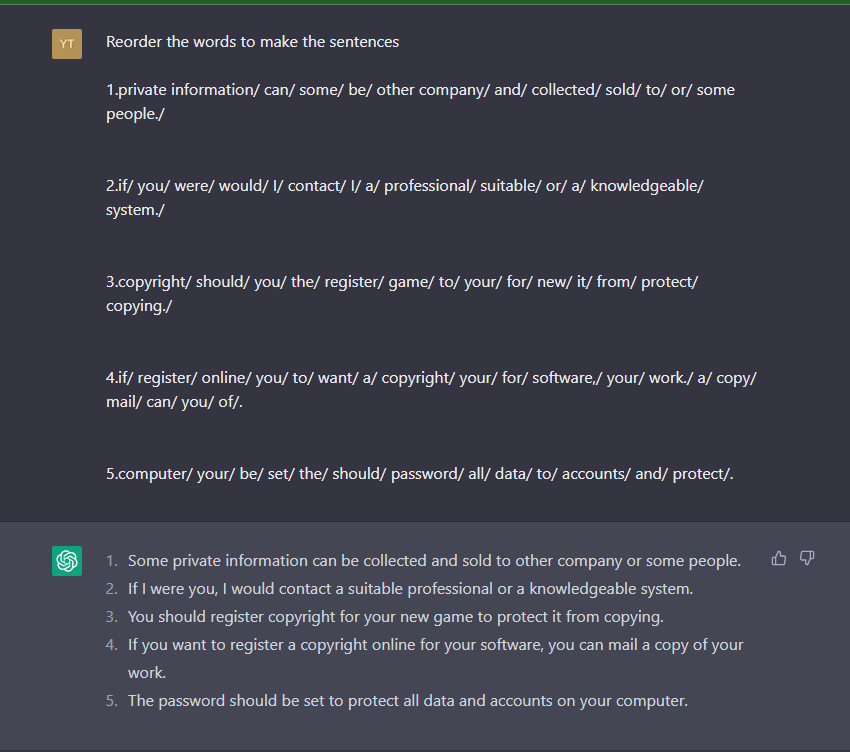 YT
Reorder the words to make the sentences
1.private information/ can/ some/ be/ other company/ and/ collected/ sold/ to/ or/ some
people./
2.if/ you/ were/ would/ I/ contact/ I/ a/ professional/ suitable/ or/ a/ knowledgeable/
system./
3.copyright/ should/ you/ the/ register/ game/ to/ your/ for/ new/ it/ from/ protect/
copying./
4.if/ register/ online/ you/ to/ want/ a/ copyright/ your/ for/ software,/ your/ work./ a/ copy/
mail/ can/ you/ of/.
5.computer/ your/ be/ set/ the/ should/ password/ all/ data/ to/ accounts/ and/ protect/.
1. Some private information can be collected and sold to other company or some people.
2. If I were you, I would contact a suitable professional or a knowledgeable system.
3. You should register copyright for your new game to protect it from copying.
4. If you want to register a copyright online for your software, you can mail a copy of your
work.
5. The password should be set to protect all data and accounts on your computer.